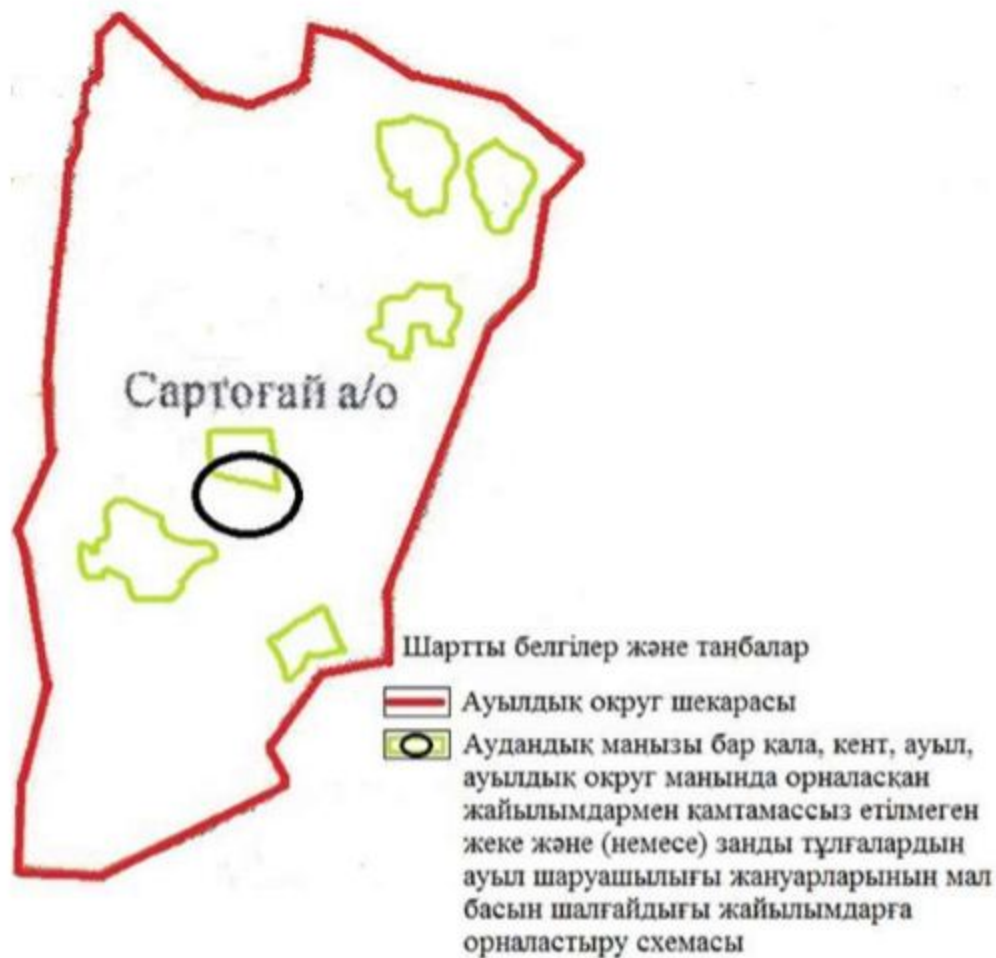 Сартоғай а/о
Шартты белгілер және таңбалар
Ауылдық округ шекарасы
Аудандық маңызы бар қала, кент, ауыл,
ауылдық округ маңында орналасқан
жайылымдармен қамтамассыз етілмеген
жеке және (немесе) заңды тұлғалардың
ауыл шаруашылығы жануарларының мал
басын шалғайдығы жайылымдарға
орналастыру схемасы